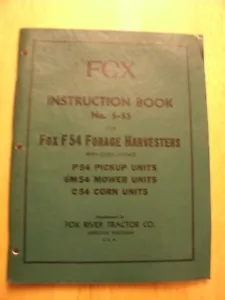 FOX
INSTRUCTION BOOK
No. 5-53
FOX F54 FORAGE HARVESTERS
P54 PICKUP UNITS
UM54 MOWER UNITS
C54 CORN UNITS
FOX RIVER TRACTOR CO.
U.S.A.